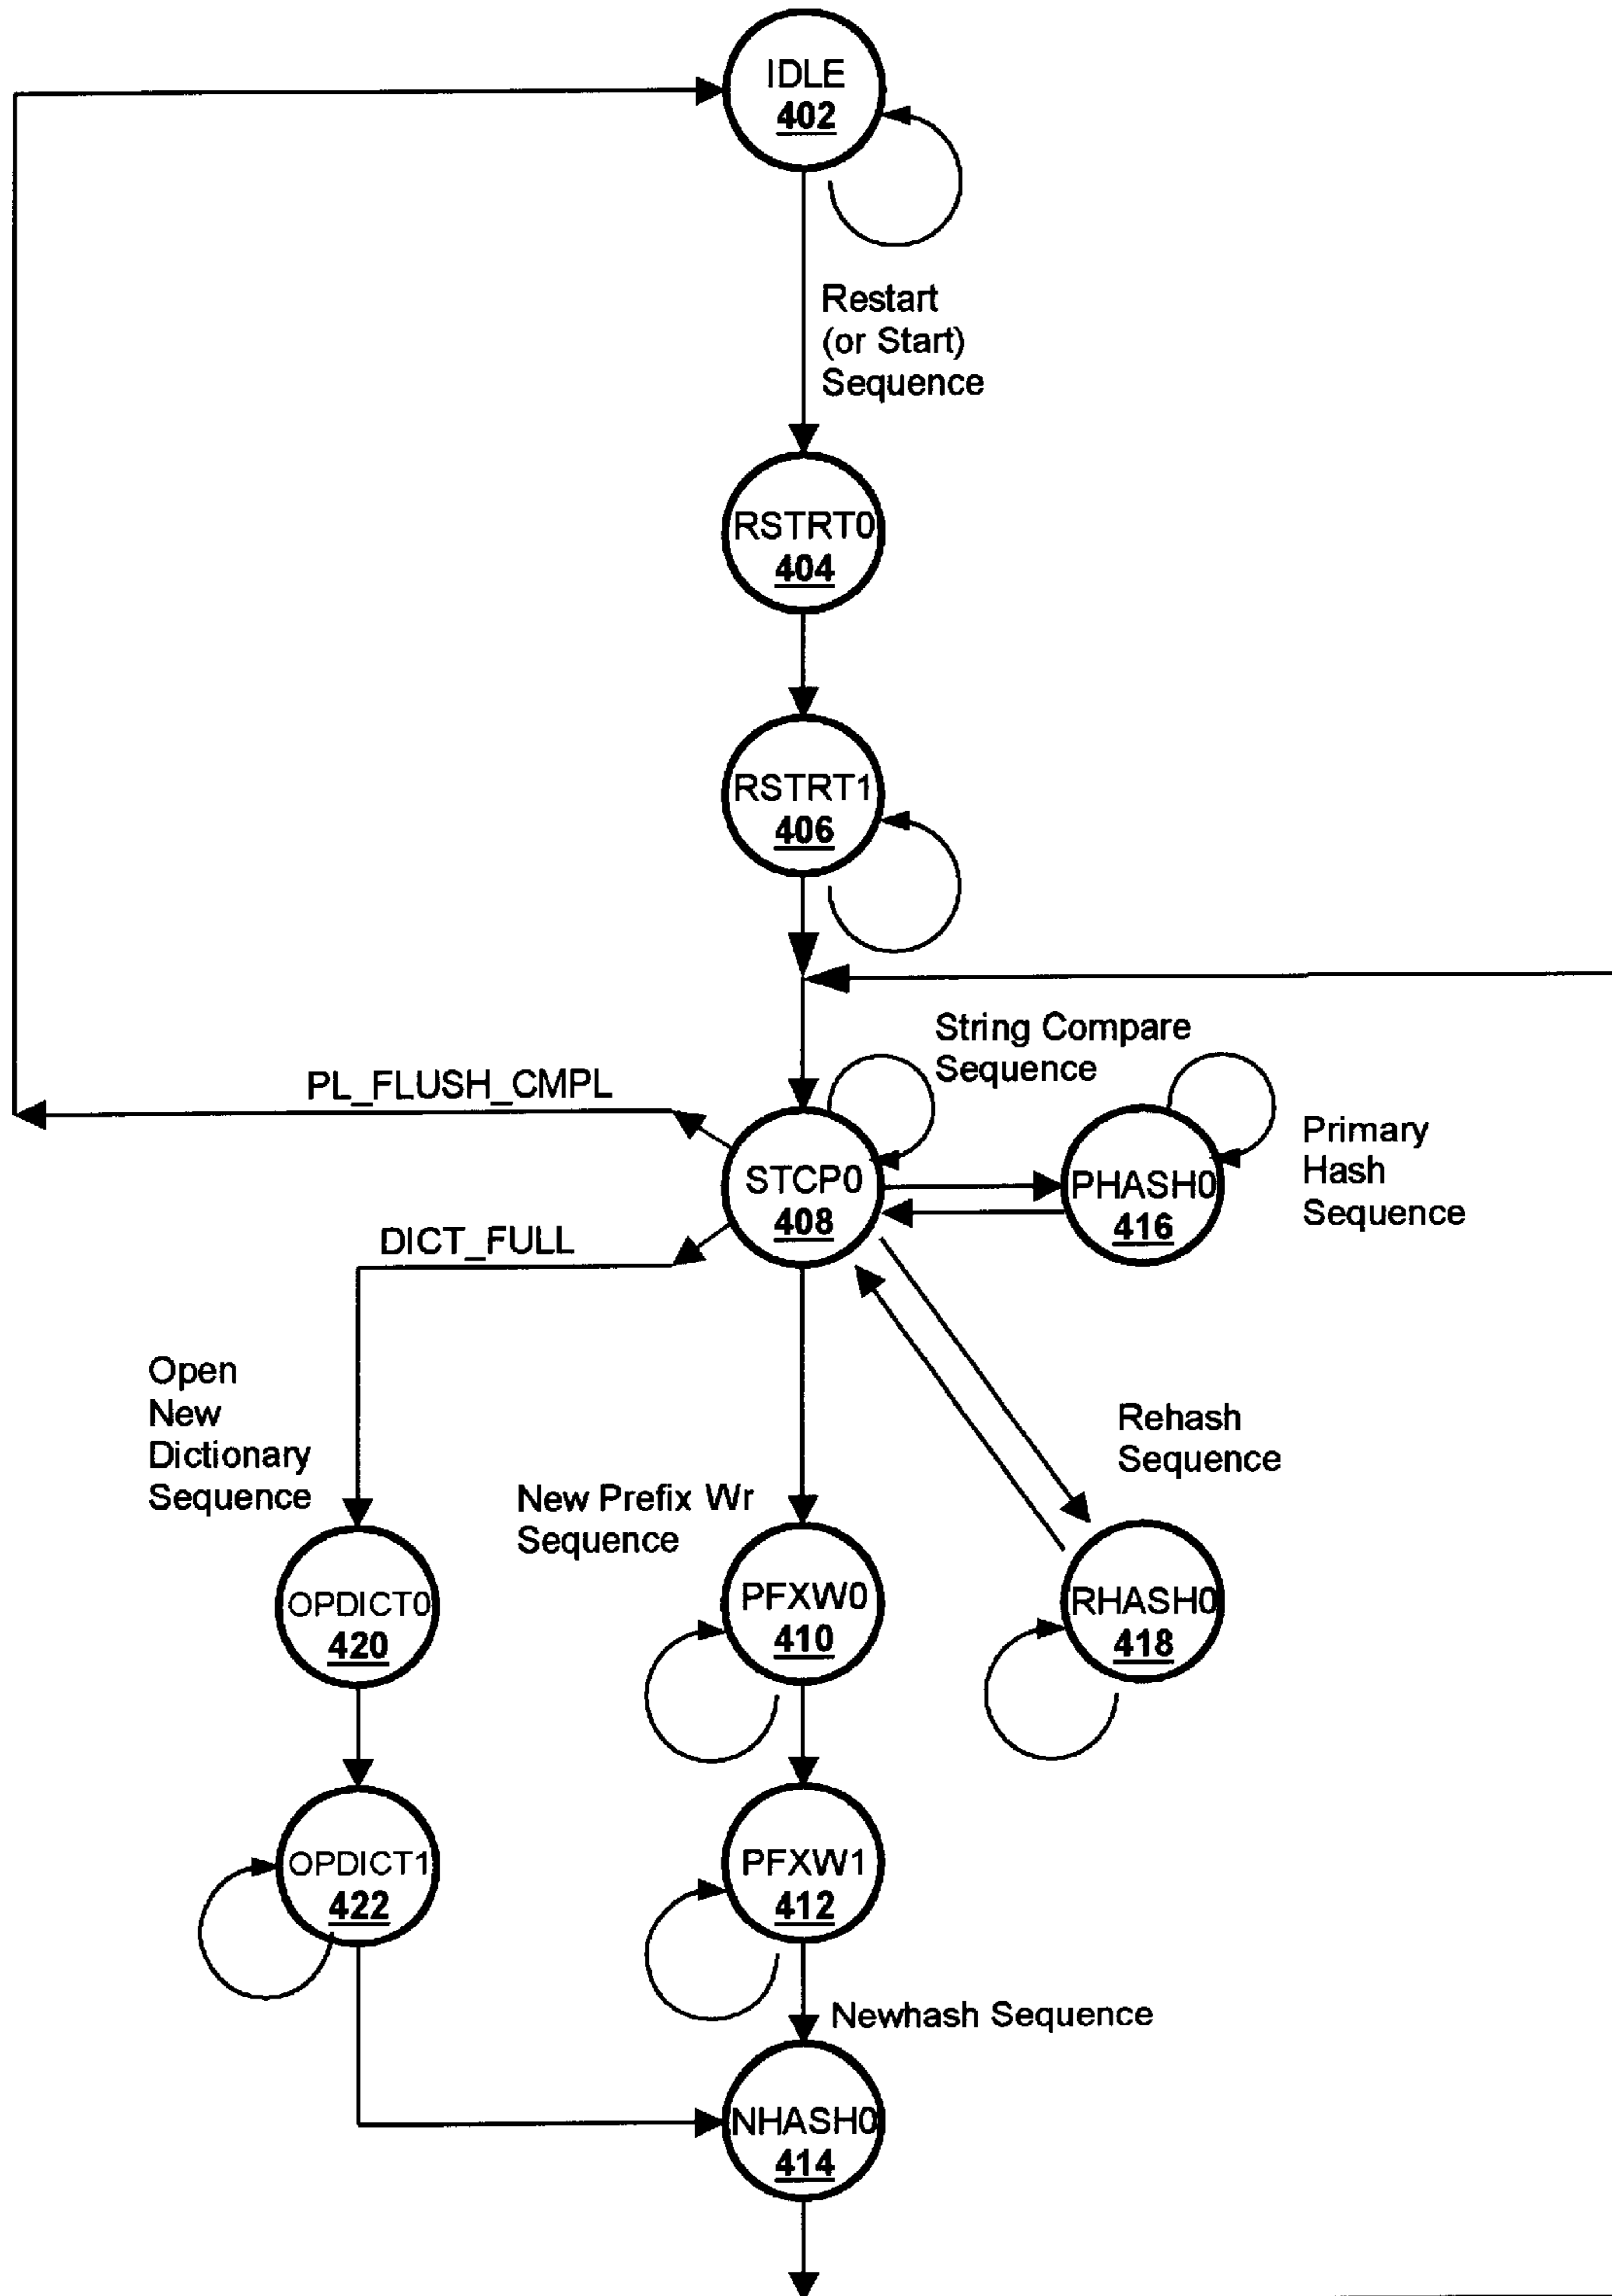 IDLE
402
Restart
(or Start)
Sequence
RSTRT0
404
RSTRT1
406
String Compare
Sequence
PL_FLUSH_CMPL
STCP0
408
PHASH0
416
Primary
Hash
Sequence
DICT_FULL
Open
New
Dictionary
Sequence
New Prefix Wr
Sequence
Rehash
Sequence
OPDICT0
420
PFXW0
410
RHASH0
418
OPDICT1
422
PFXW1
412
Newhash Sequence
NHASH0
414